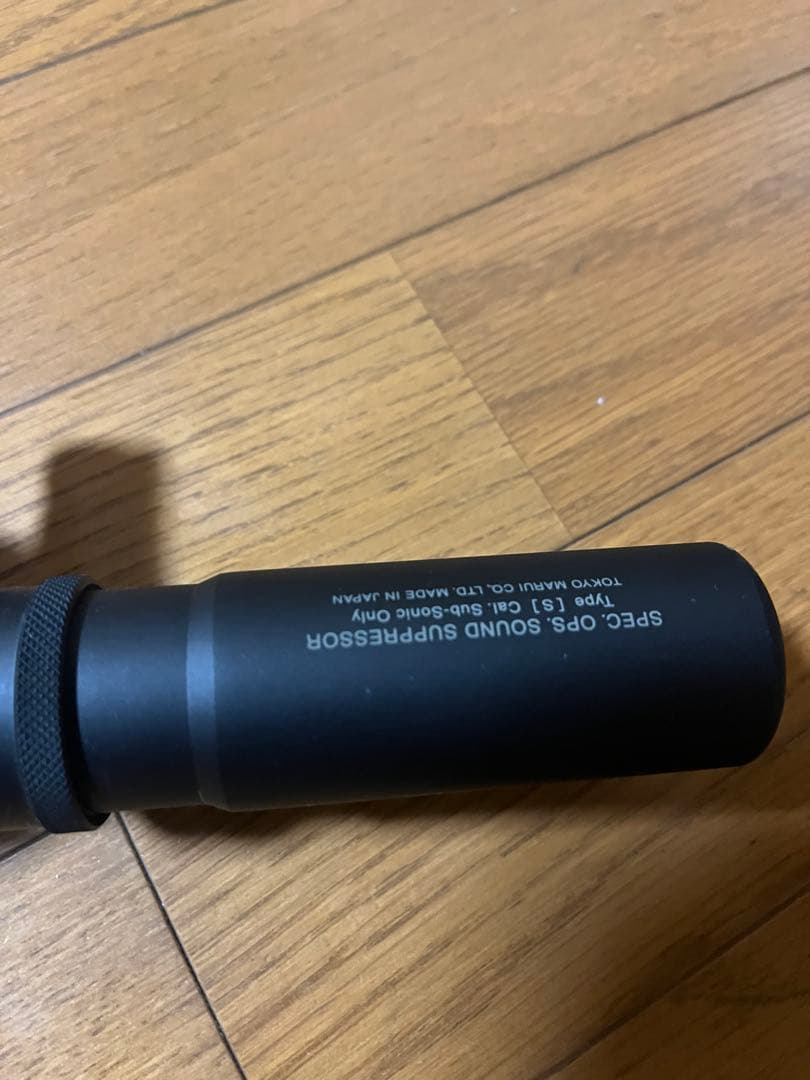 SPEC. OPS. SOUND SUPPRESSOR
Type [S] Cal. Sub-Sonic Only
TOKYO MARUI CO., LTD. MADE IN JAPAN